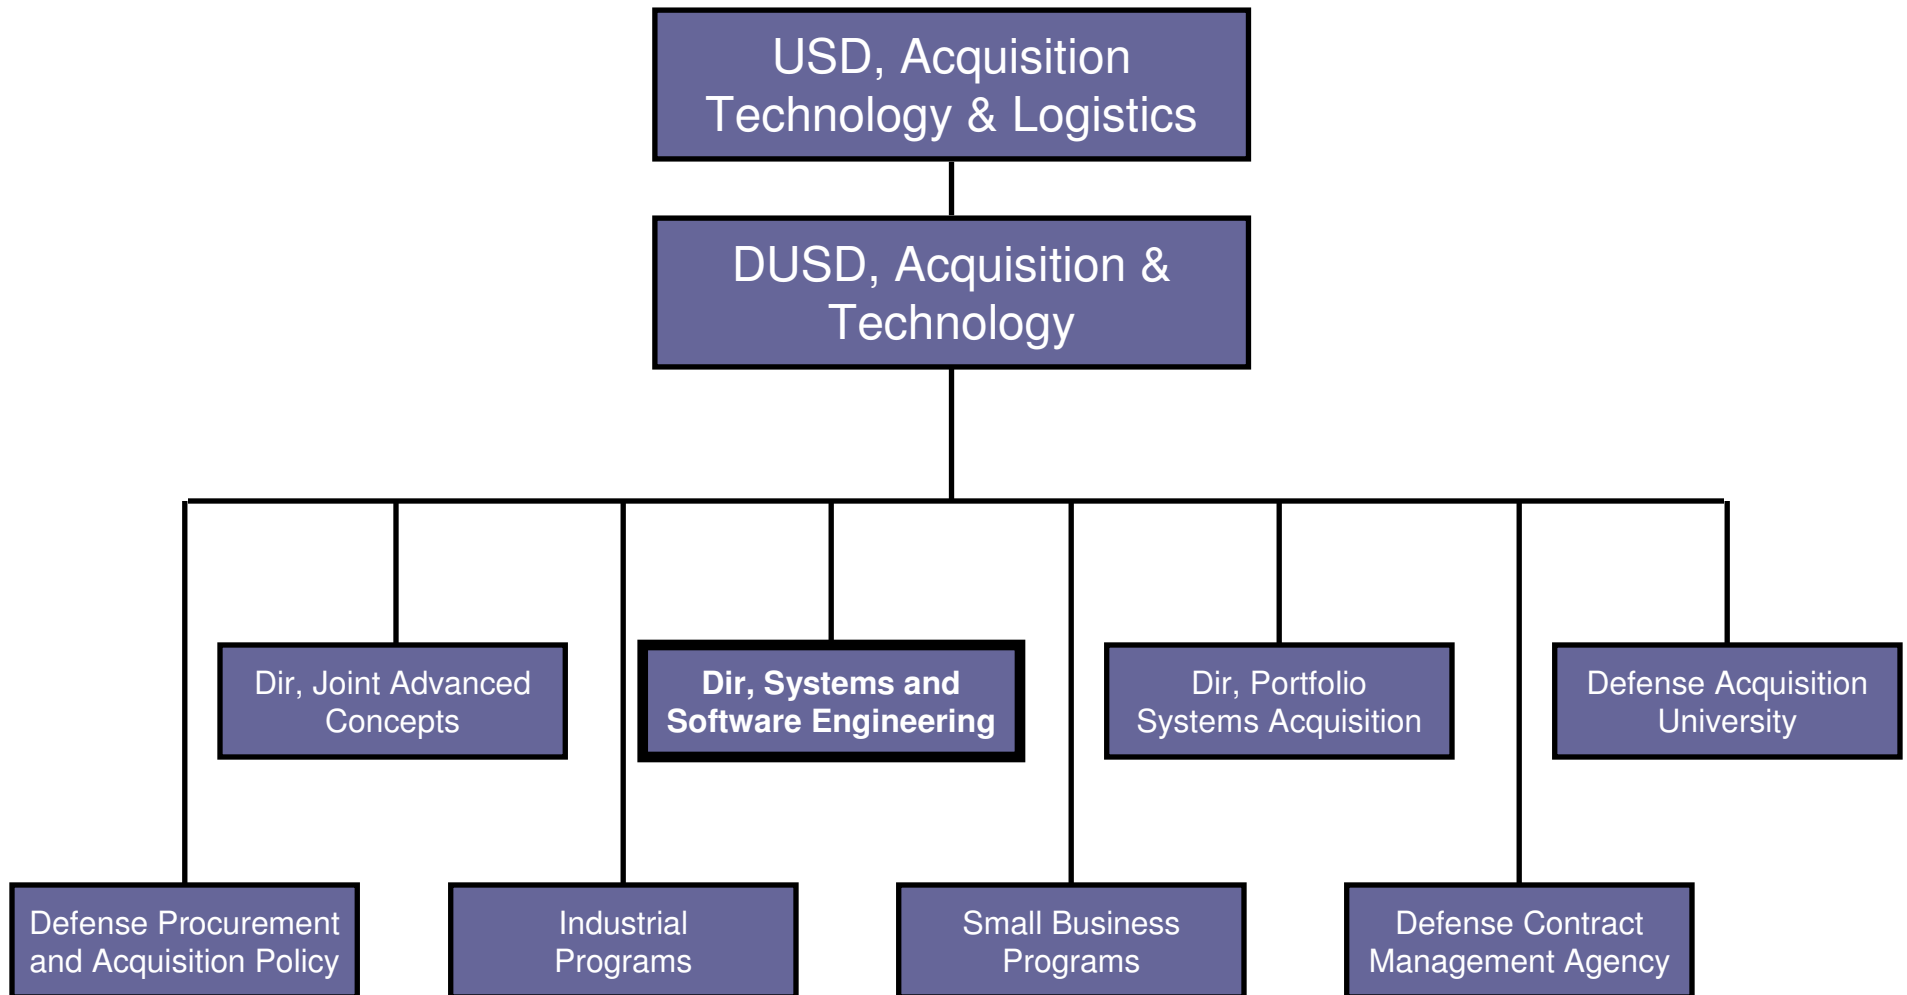 USD, Acquisition
Technology & Logistics
DUSD, Acquisition &
Technology
Dir, Joint Advanced
Concepts
Dir, Systems and
Software Engineering
Dir, Portfolio
Systems Acquisition
Defense Acquisition
University
Defense Procurement
and Acquisition Policy
Industrial
Programs
Small Business
Programs
Defense Contract
Management Agency